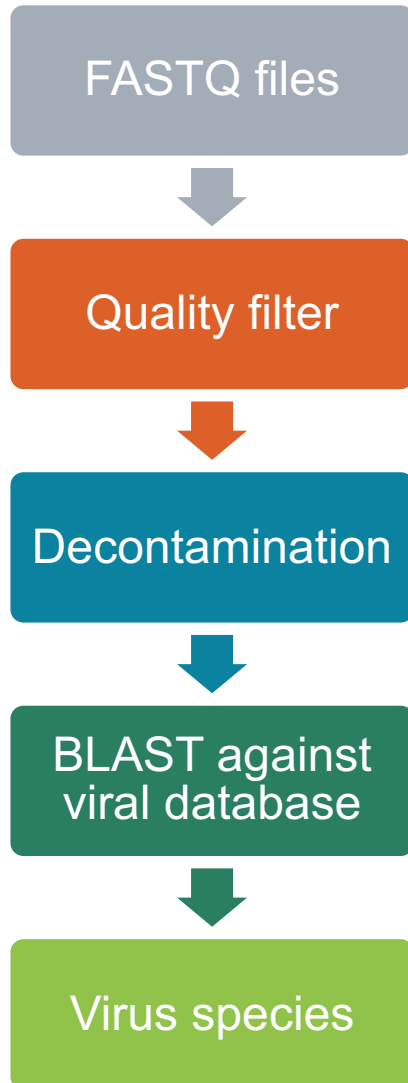 FASTQ files
Quality filter
Decontamination
BLAST against
viral database
Virus species